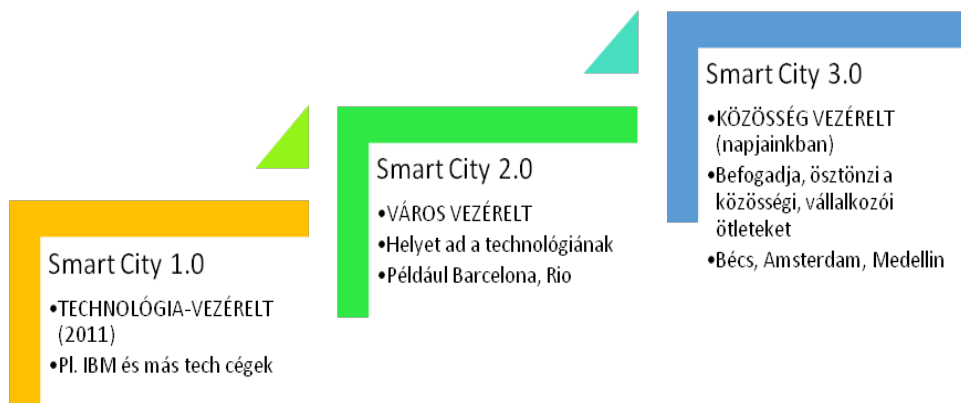 Smart City 1.0
•TECHNOLÓGIA-VEZÉRELT
(2011)
•Pl. IBM és más tech cégek
Smart City 2.0
•VÁROS VEZÉRELT
•Helyet ad a technológiának
•Például Barcelona, Rio
Smart City 3.0
•KÖZÖSSÉG VEZÉRELT
(napjainkban)
•Befogadja, ösztönzi a
közösségi, vállalkozói
ötleteket
•Bécs, Amsterdam, Medellin